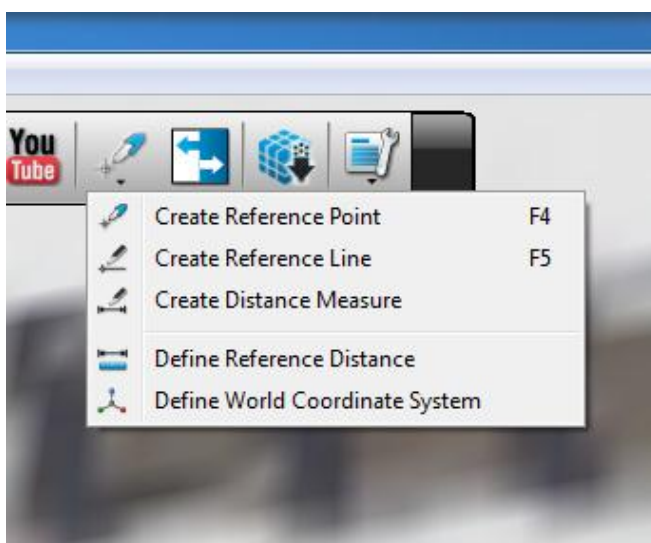 You
Tube
Create Reference Point F4
Create Reference Line F5
Create Distance Measure
Define Reference Distance
Define World Coordinate System